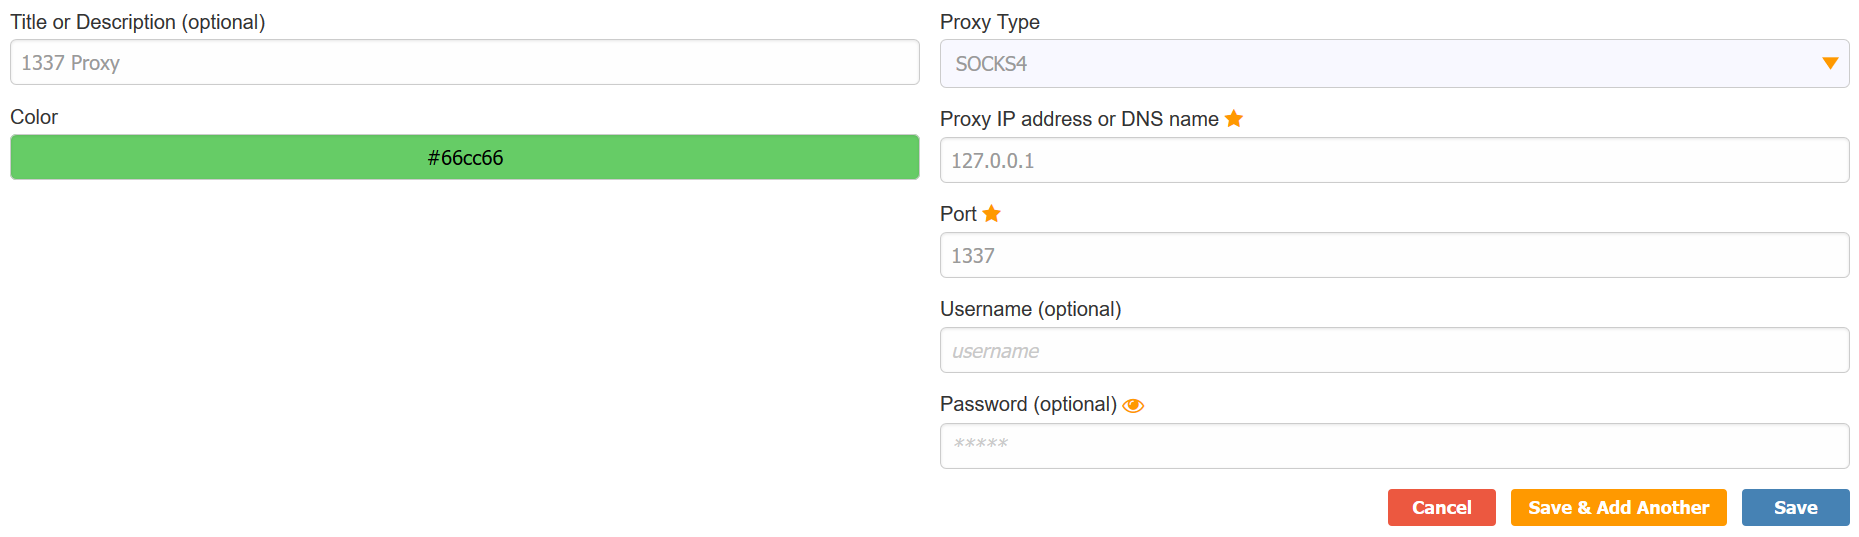 Title or Description (optional)
1337 Proxy
Color
#66cc66
Proxy Type
SOCKS4
Proxy IP address or DNS name
127.0.0.1
Port
1337
Username (optional)
username
Password (optional)
*****
Cancel
Save & Add Another
Save